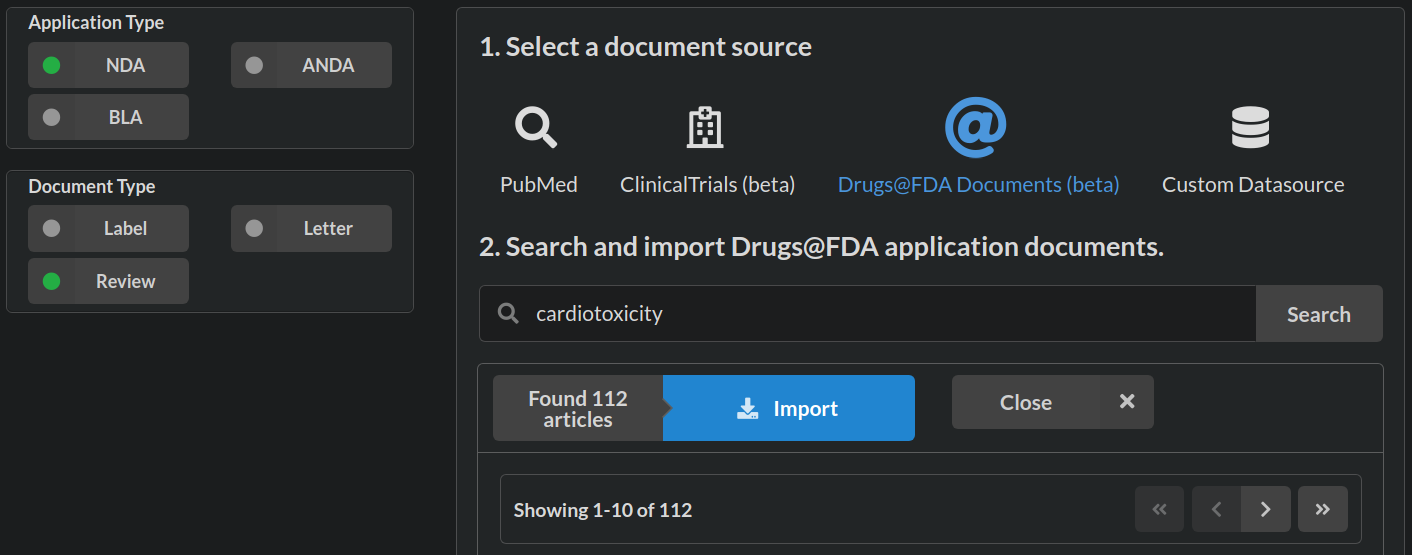 Application Type
NDA
ANDA
BLA
Document Type
Label
Letter
Review
1. Select a document source
PubMed
ClinicalTrials (beta)
Drugs@FDA Documents (beta)
Custom Datasource
2. Search and import Drugs@FDA application documents.
cardiotoxicity
Search
Found 112
articles
Import
Close
Showing 1-10 of 112